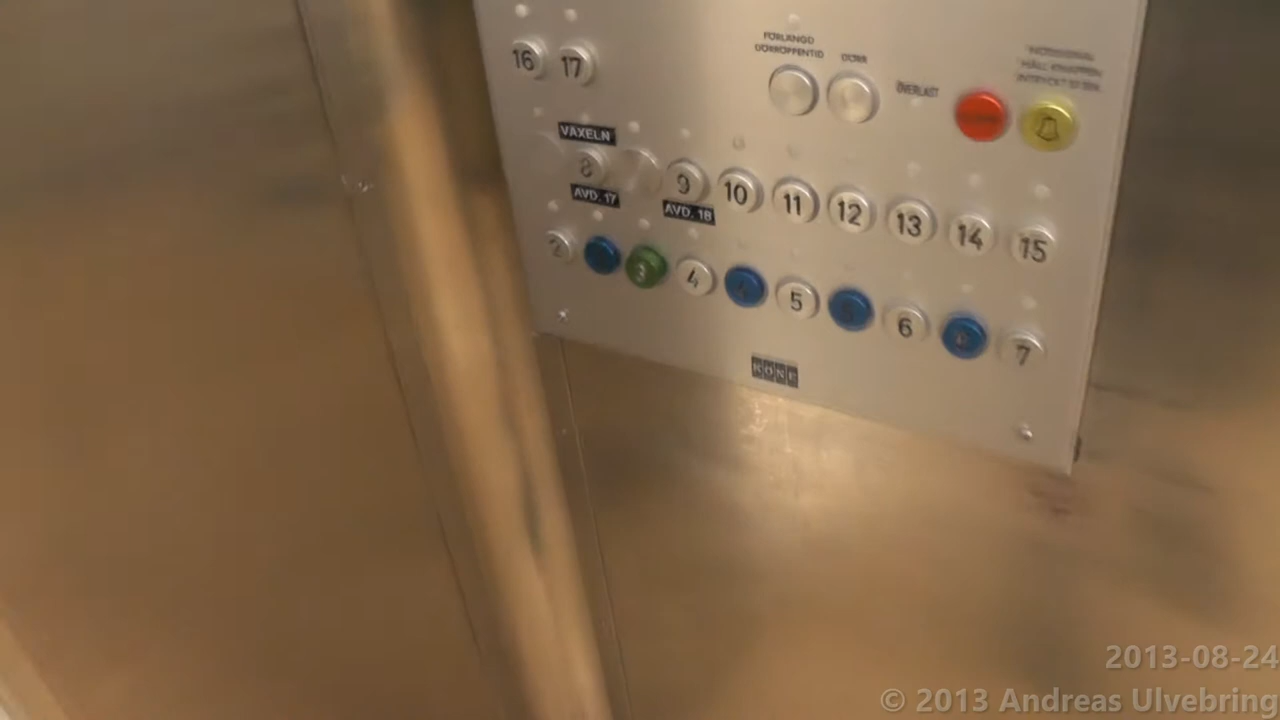 FÖRLÄNGD
DÖRRÖPPENTID
DÖRR
ÖVERLAST
16 17
VÄXELN
8 9 10 11 12 13 14 15
AVD. 17
AVD. 18
2 3 4 5 6 7
KONE
2013-08-24
© 2013 Andreas Ulvebring